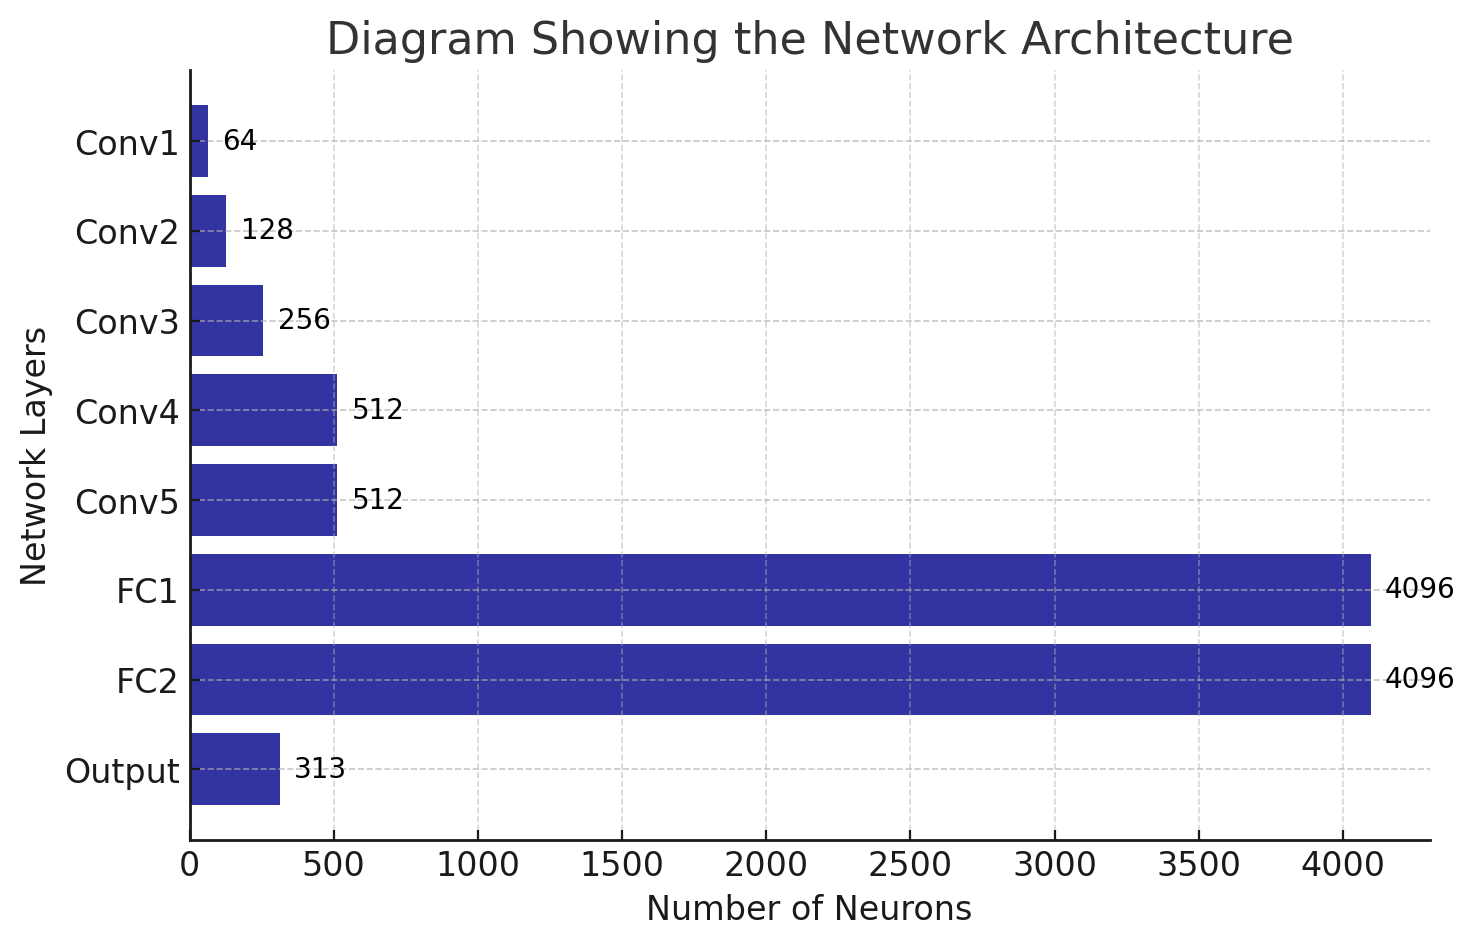 Diagram Showing the Network Architecture
Network Layers
Conv1 64
Conv2 128
Conv3 256
Conv4 512
Conv5 512
FC1 4096
FC2 4096
Output 313
0 500 1000 1500 2000 2500 3000 3500 4000
Number of Neurons